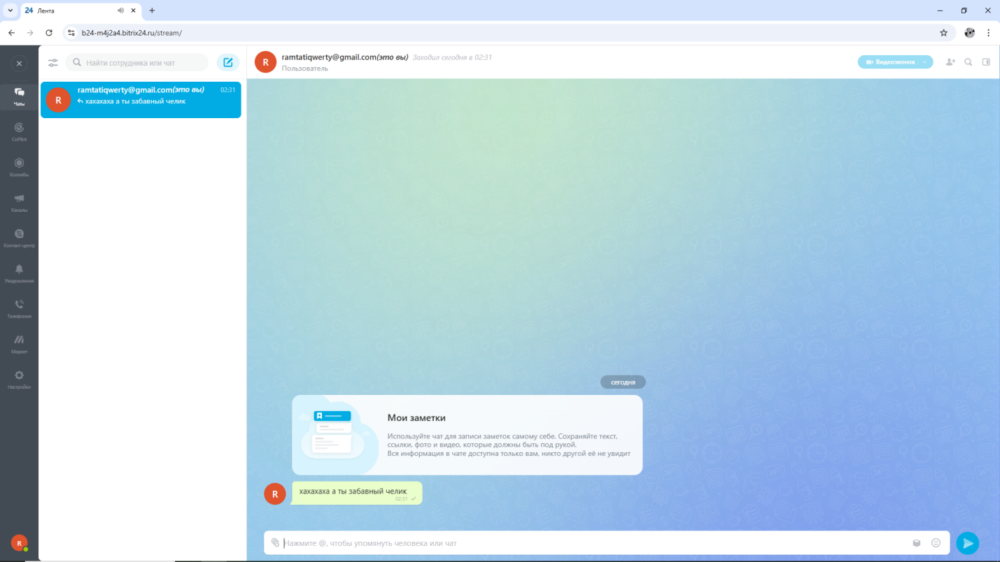 24 Лента
b24-m4j2a4.bitrix24.ru/stream/
Найти сотрудника или чат
ramtatiqwerty@gmail.com(это вы) 02:31
хахахаха а ты забавный челик
Чаты
CoPilot
Коллабы
Каналы
Контакт-центр
Уведомления
Телефония
Маркет
Настройки
R
R
R
ramtatiqwerty@gmail.com(это вы) Заходил сегодня в 02:31
Пользователь
Видеозвонок
сегодня
Мои заметки
Используйте чат для записи заметок самому себе. Сохраняйте текст,
ссылки, фото и видео, которые должны быть под рукой.
Вся информация в чате доступна только вам, никто другой её не увидит
R
хахахаха а ты забавный челик
02:31
Нажмите @, чтобы упомянуть человека или чат